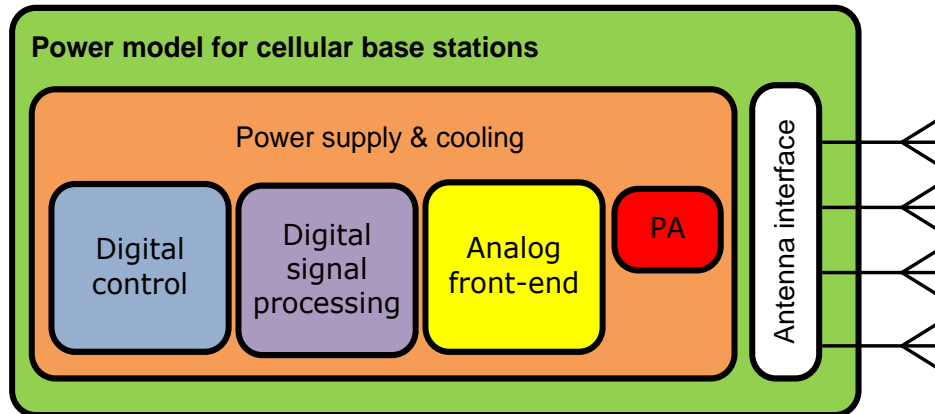 Power model for cellular base stations
Power supply & cooling
Digital
control
Digital
signal
processing
Analog
front-end
PA
Antenna interface